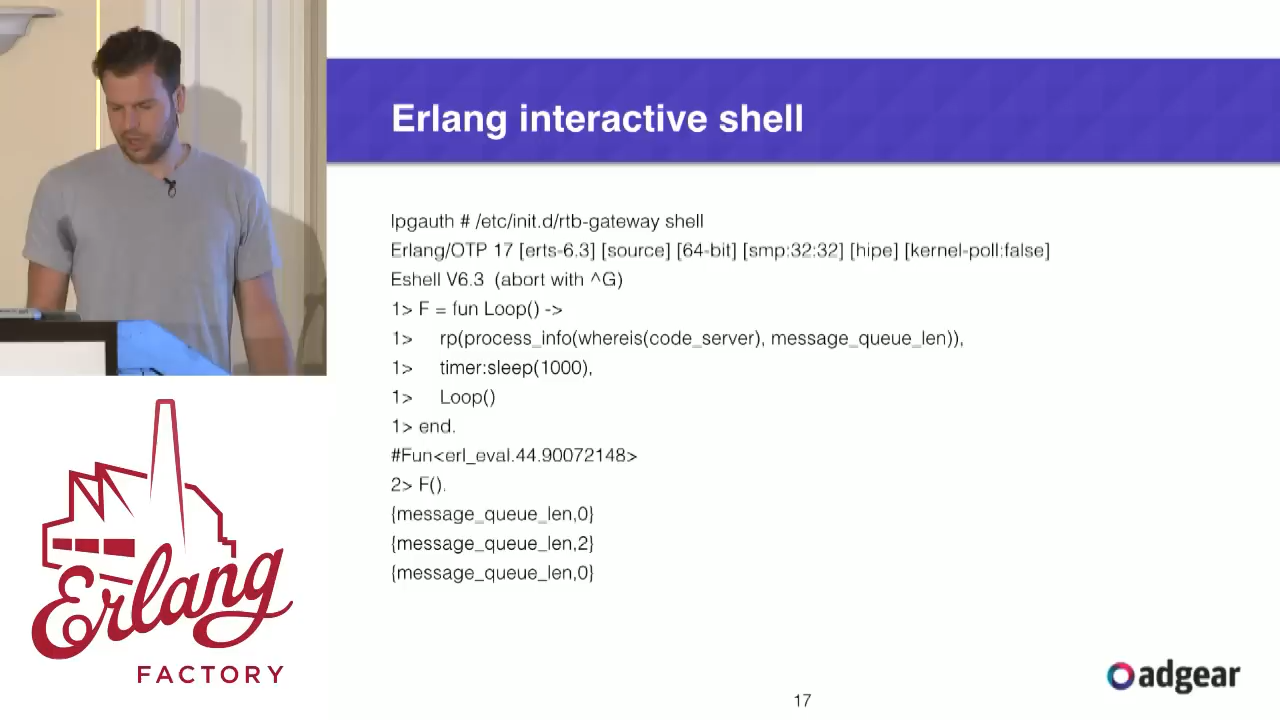 Erlang interactive shell
lpgauth # /etc/init.d/rtb-gateway shell
Erlang/OTP 17 [erts-6.3] [source] [64-bit] [smp:32:32] [hipe] [kernel-poll:false]
Eshell V6.3  (abort with ^G)
1> F = fun Loop() ->
1>     rp(process_info(whereis(code_server), message_queue_len)),
1>     timer:sleep(1000),
1>     Loop()
1> end.
#Fun<erl_eval.44.90072148>
2> F().
{message_queue_len,0}
{message_queue_len,2}
{message_queue_len,0}
Erlang
FACTORY
adgear
17